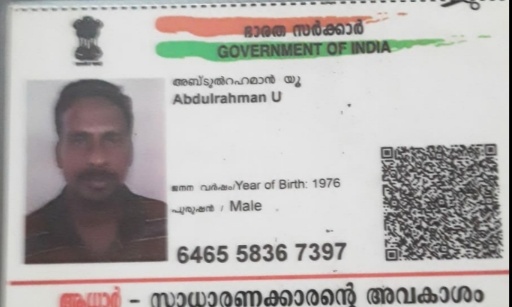 ഭാരത സർക്കാർ
GOVERNMENT OF INDIA
അബ്ദുൽറഹമാൻ യൂ
Abdulrahman U
ജനന വർഷം/Year of Birth: 1976
പുരുഷൻ / Male
6465 5836 7397
ആധാർ - സാധാരണക്കാരന്റെ അവകാശം